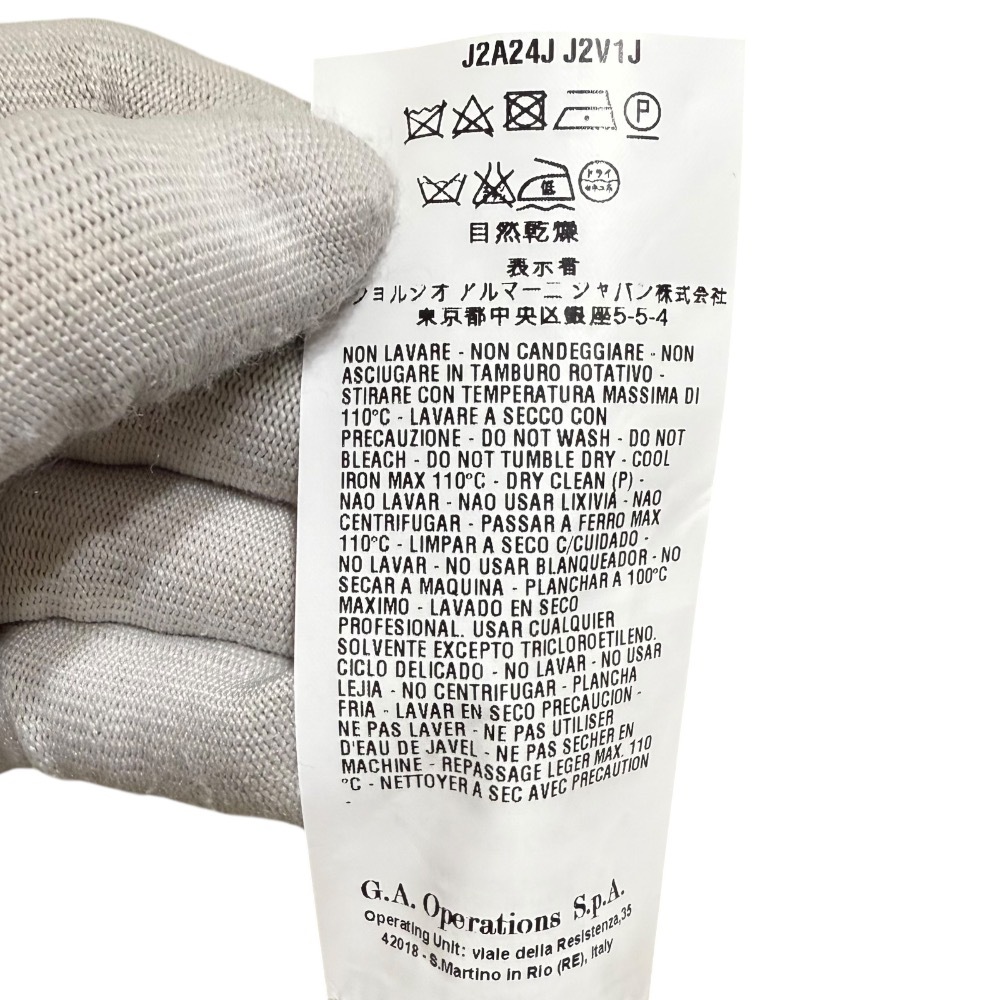 J2A24J J2V1J
P
低 ドライ
セキユ系
自然乾燥
表示者
ジョルジオ アルマーニ ジャパン株式会社
東京都中央区銀座5-5-4
NON LAVARE - NON CANDEGGIARE - NON
ASCIUGARE IN TAMBURO ROTATIVO -
STIRARE CON TEMPERATURA MASSIMA DI
110°C - LAVARE A SECCO CON
PRECAUZIONE - DO NOT WASH - DO NOT
BLEACH - DO NOT TUMBLE DRY - COOL
IRON MAX 110°C - DRY CLEAN (P) -
NAO LAVAR - NAO USAR LIXIVIA - NAO
CENTRIFUGAR - PASSAR A FERRO MAX
110°C - LIMPAR A SECO C/CUIDADO -
NO LAVAR - NO USAR BLANQUEADOR - NO
SECAR A MAQUINA - PLANCHAR A 100°C
MAXIMO - LAVADO EN SECO
PROFESIONAL. USAR CUALQUIER
SOLVENTE EXCEPTO TRICLOROETILENO.
CICLO DELICADO - NO LAVAR - NO USAR
LEJIA - NO CENTRIFUGAR - PLANCHA
FRIA - LAVAR EN SECO PRECAUCION -
NE PAS LAVER - NE PAS UTILISER
D'EAU DE JAVEL - NE PAS SECHER EN
MACHINE - REPASSAGE LEGER MAX. 110
°C - NETTOYER A SEC AVEC PRECAUTION
-
G.A. Operations S.p.A.
Operating Unit: viale della Resistenza,35
42018 - S.Martino in Rio (RE), Italy